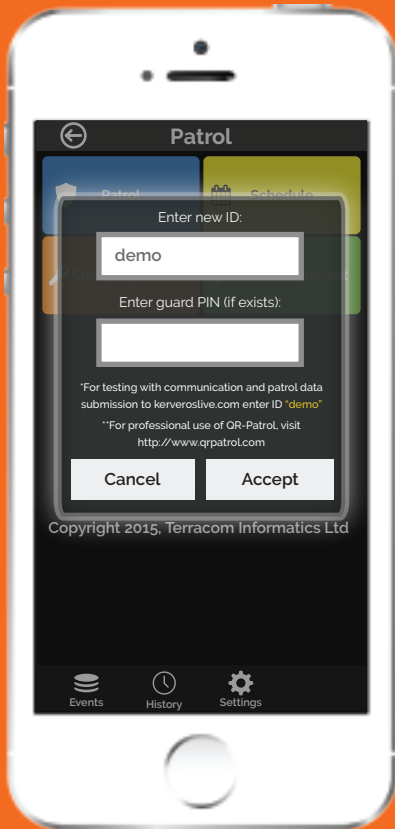 Patrol
Patrol
Schedule
Enter new ID:
demo
Enter guard PIN (if exists):
*For testing with communication and patrol data
submission to kerveroslive.com enter ID "demo"
**For professional use of QR-Patrol, visit
http://www.qrpatrol.com
Cancel
Accept
Copyright 2015, Terracom Informatics Ltd
Events
History
Settings